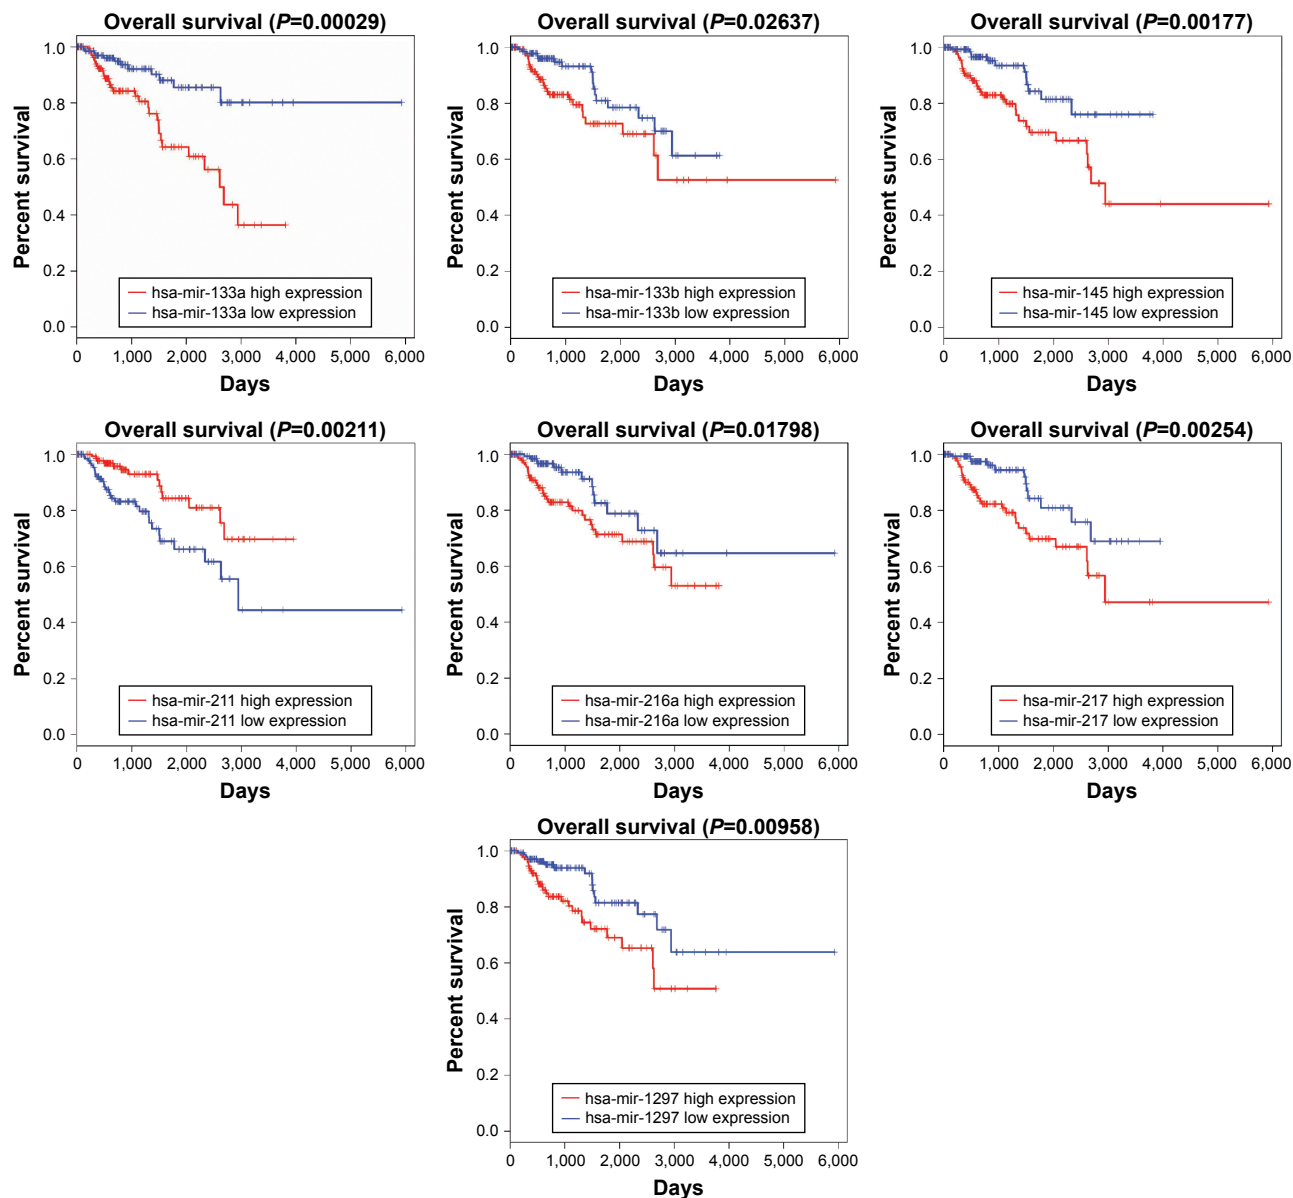 Overall survival (P=0.00029)
Percent survival
1.0
0.8
0.6
0.4
0.2
0.0
hsa-mir-133a high expression
hsa-mir-133a low expression
0 1,000 2,000 3,000 4,000 5,000 6,000
Days
Overall survival (P=0.02637)
Percent survival
1.0
0.8
0.6
0.4
0.2
0.0
hsa-mir-133b high expression
hsa-mir-133b low expression
0 1,000 2,000 3,000 4,000 5,000 6,000
Days
Overall survival (P=0.00177)
Percent survival
1.0
0.8
0.6
0.4
0.2
0.0
hsa-mir-145 high expression
hsa-mir-145 low expression
0 1,000 2,000 3,000 4,000 5,000 6,000
Days
Overall survival (P=0.00211)
Percent survival
1.0
0.8
0.6
0.4
0.2
0.0
hsa-mir-211 high expression
hsa-mir-211 low expression
0 1,000 2,000 3,000 4,000 5,000 6,000
Days
Overall survival (P=0.01798)
Percent survival
1.0
0.8
0.6
0.4
0.2
0.0
hsa-mir-216a high expression
hsa-mir-216a low expression
0 1,000 2,000 3,000 4,000 5,000 6,000
Days
Overall survival (P=0.00254)
Percent survival
1.0
0.8
0.6
0.4
0.2
0.0
hsa-mir-217 high expression
hsa-mir-217 low expression
0 1,000 2,000 3,000 4,000 5,000 6,000
Days
Overall survival (P=0.00958)
Percent survival
1.0
0.8
0.6
0.4
0.2
0.0
hsa-mir-1297 high expression
hsa-mir-1297 low expression
0 1,000 2,000 3,000 4,000 5,000 6,000
Days